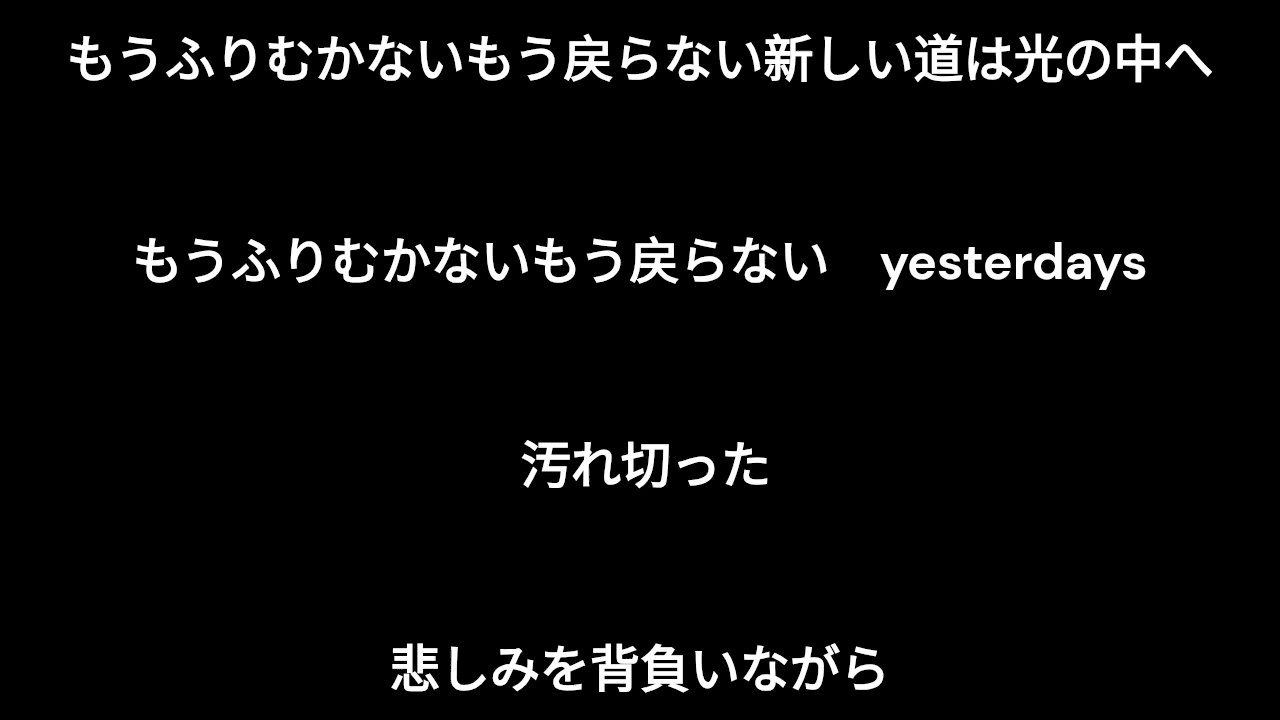 もうふりむかないもう戻らない新しい道は光の中へ
もうふりむかないもう戻らない　yesterdays
汚れ切った
悲しみを背負いながら